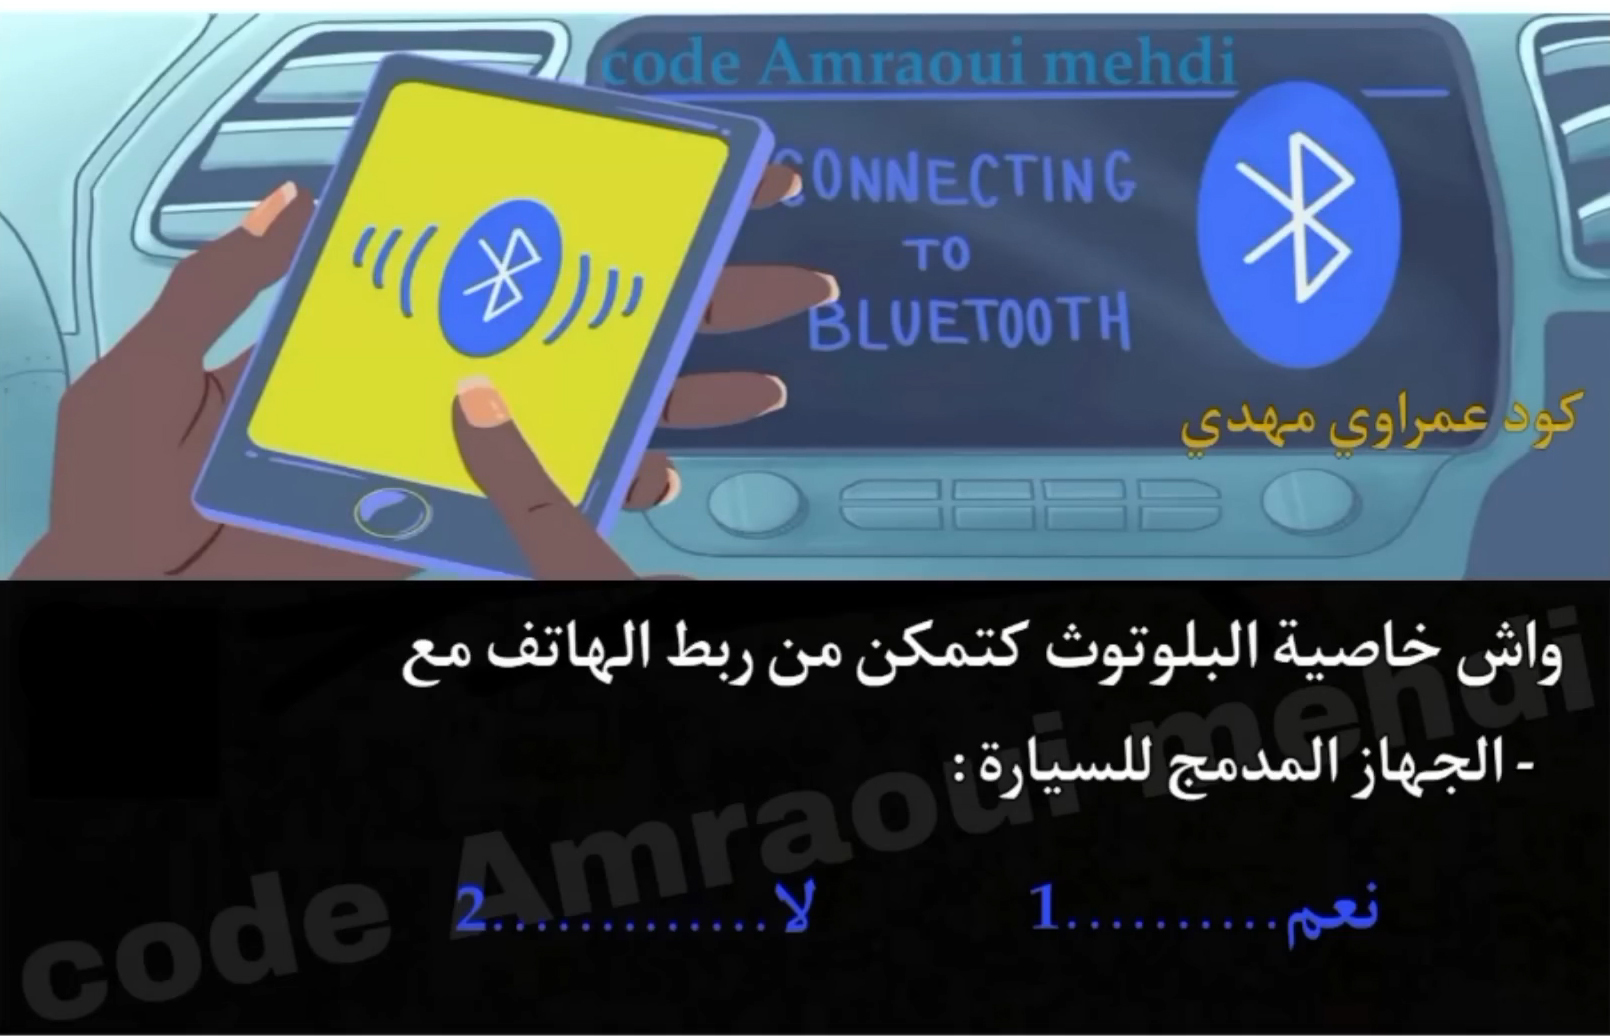 code Amraoui mehdi
CONNECTING
TO
BLUETOOTH
كود عمراوي مهدي
واش خاصية البلوتوث كتمكن من ربط الهاتف مع
- الجهاز المدمج للسيارة :
نعم..........1 لا.............2
code Amraoui mehdi